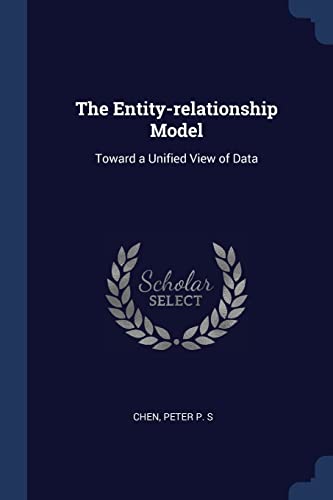 The Entity-relationship
Model
Toward a Unified View of Data
Scholar
SELECT
CHEN, PETER P. S